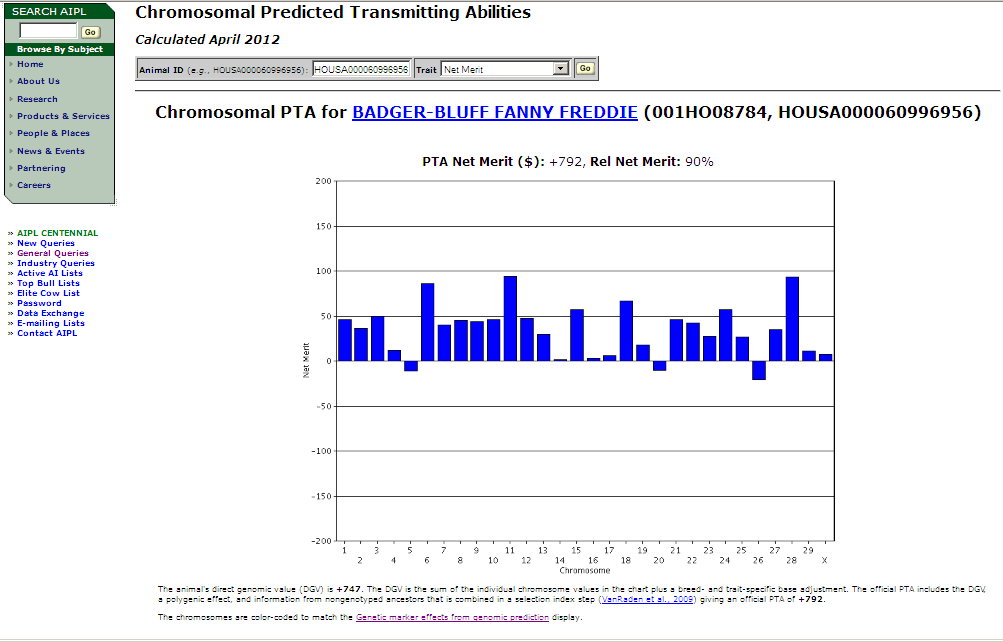 SEARCH AIPL
Go
Browse By Subject
Home
About Us
Research
Products & Services
People & Places
News & Events
Partnering
Careers
» AIPL CENTENNIAL
» New Queries
» General Queries
» Industry Queries
» Active AI Lists
» Top Bull Lists
» Elite Cow List
» Password
» Data Exchange
» E-mailing Lists
» Contact AIPL
Chromosomal Predicted Transmitting Abilities
Calculated April 2012
Animal ID (e.g., HOUSA000060996956): HOUSA000060996956 Trait Net Merit Go
Chromosomal PTA for BADGER-BLUFF FANNY FREDDIE (001HO08784, HOUSA000060996956)
PTA Net Merit ($): +792, Rel Net Merit: 90%
200
150
100
50
0
-50
-100
-150
-200
Net Merit
1 3 5 7 9 11 13 15 17 19 21 23 25 27 29
2 4 6 8 10 12 14 16 18 20 22 24 26 28 X
Chromosome
The animal's direct genomic value (DGV) is +747. The DGV is the sum of the individual chromosome values in the chart plus a breed- and trait-specific base adjustment. The official PTA includes the DGV,
a polygenic effect, and information from nongenotyped ancestors that is combined in a selection index step (VanRaden et al., 2009) giving an official PTA of +792.
The chromosomes are color-coded to match the Genetic marker effects from genomic prediction display.